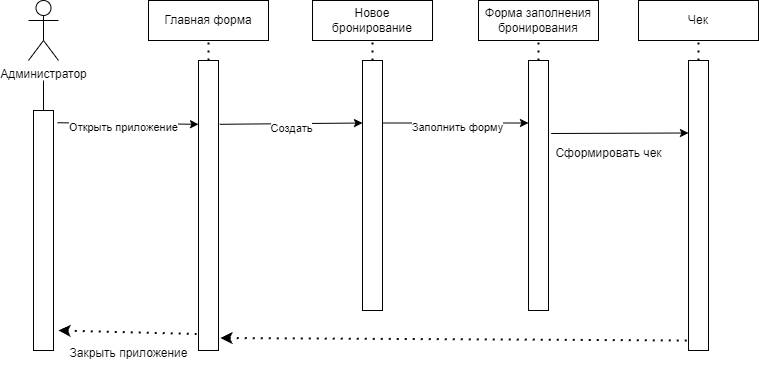 Главная форма
Новое
бронирование
Форма заполнения
бронирования
Чек
Администратор
Открыть приложение
Создать
Заполнить форму
Сформировать чек
Закрыть приложение